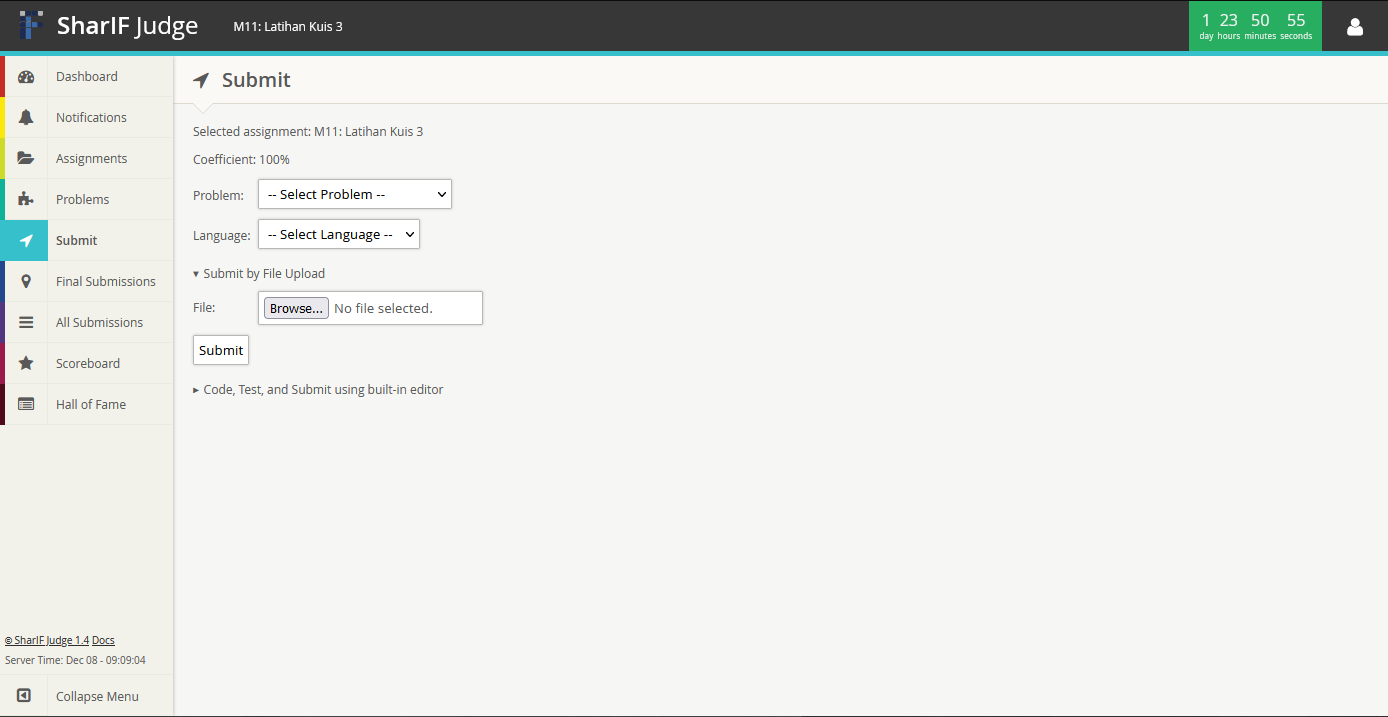 SharIF Judge
M11: Latihan Kuis 3
1 23 50 55
day hours minutes seconds
Dashboard
Notifications
Assignments
Problems
Submit
Final Submissions
All Submissions
Scoreboard
Hall of Fame
© SharIF Judge 1.4 Docs
Server Time: Dec 08 - 09:09:04
Collapse Menu
Submit
Selected assignment: M11: Latihan Kuis 3
Coefficient: 100%
Problem: -- Select Problem --
Language: -- Select Language --
▾ Submit by File Upload
File: Browse... No file selected.
Submit
▸ Code, Test, and Submit using built-in editor